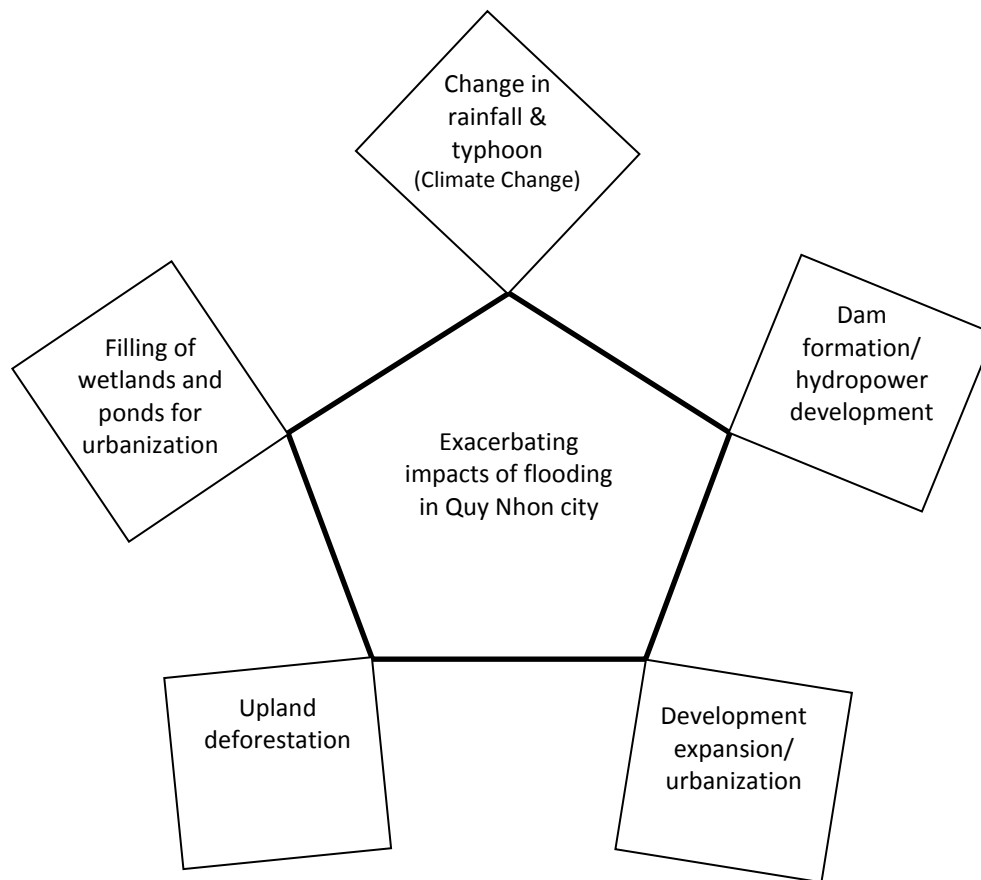 Change in
rainfall &
typhoon
(Climate Change)
Dam
formation/
hydropower
development
Filling of
wetlands and
ponds for
urbanization
Exacerbating
impacts of flooding
in Quy Nhon city
Upland
deforestation
Development
expansion/
urbanization